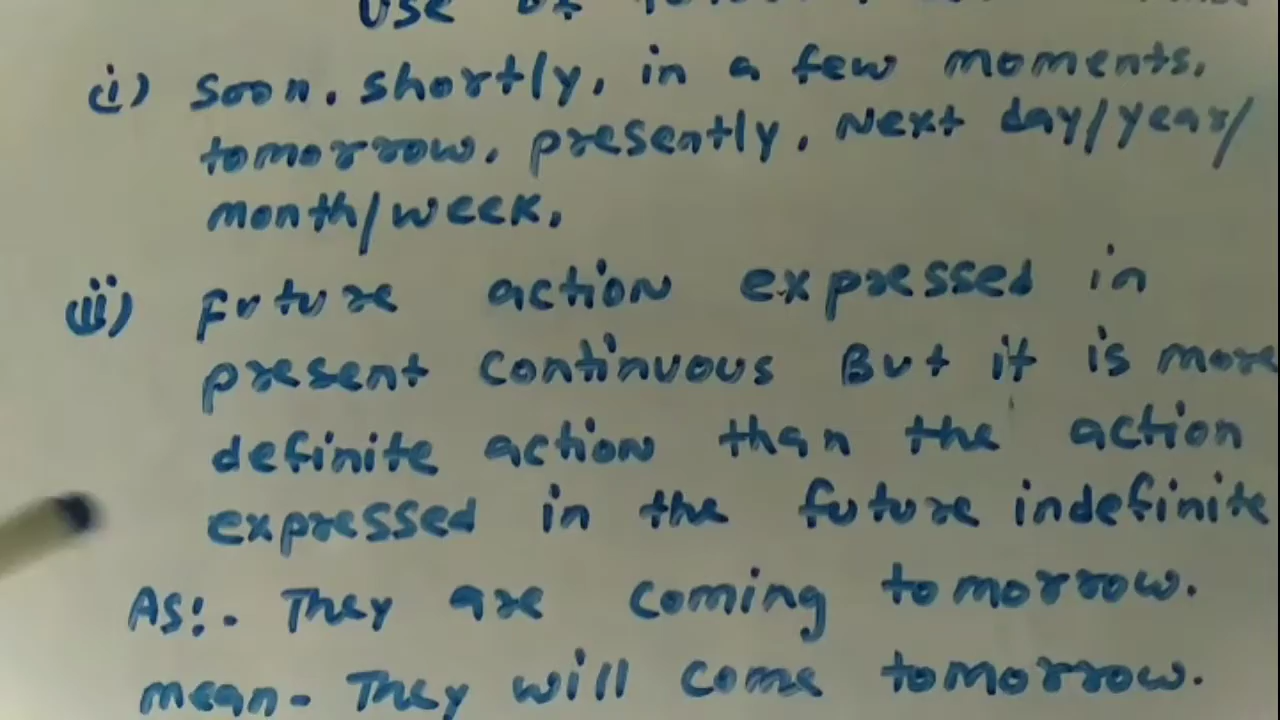 Use of
(i) Soon, shortly, in a few moments,
tomorrow, presently, Next day/year/
month/week.
(ii) Future action expressed in
present continuous But it is more
definite action than the action
expressed in the future indefinite
As:- They are coming tomorrow.
mean- They will come tomorrow.